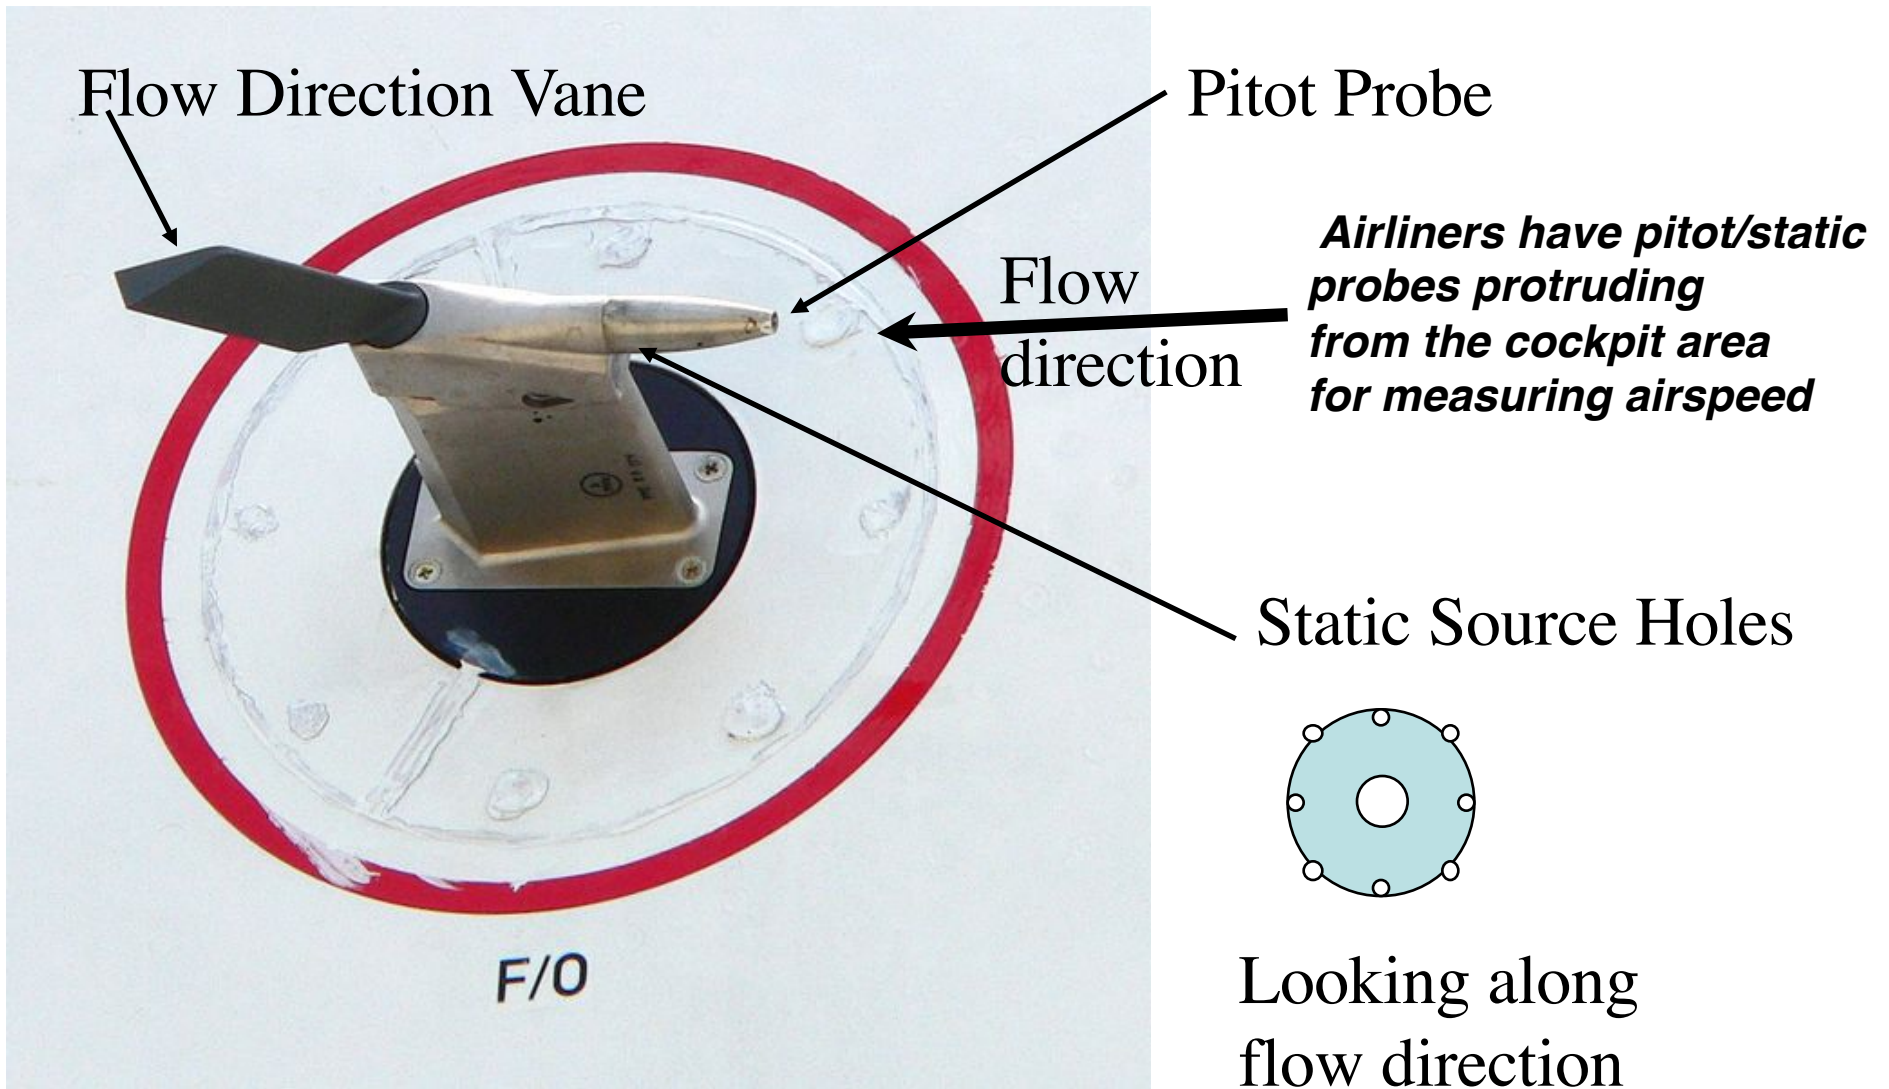 Flow Direction Vane
Pitot Probe
Airliners have pitot/static
probes protruding
from the cockpit area
for measuring airspeed
Flow
direction
Static Source Holes
F/O
Looking along
flow direction